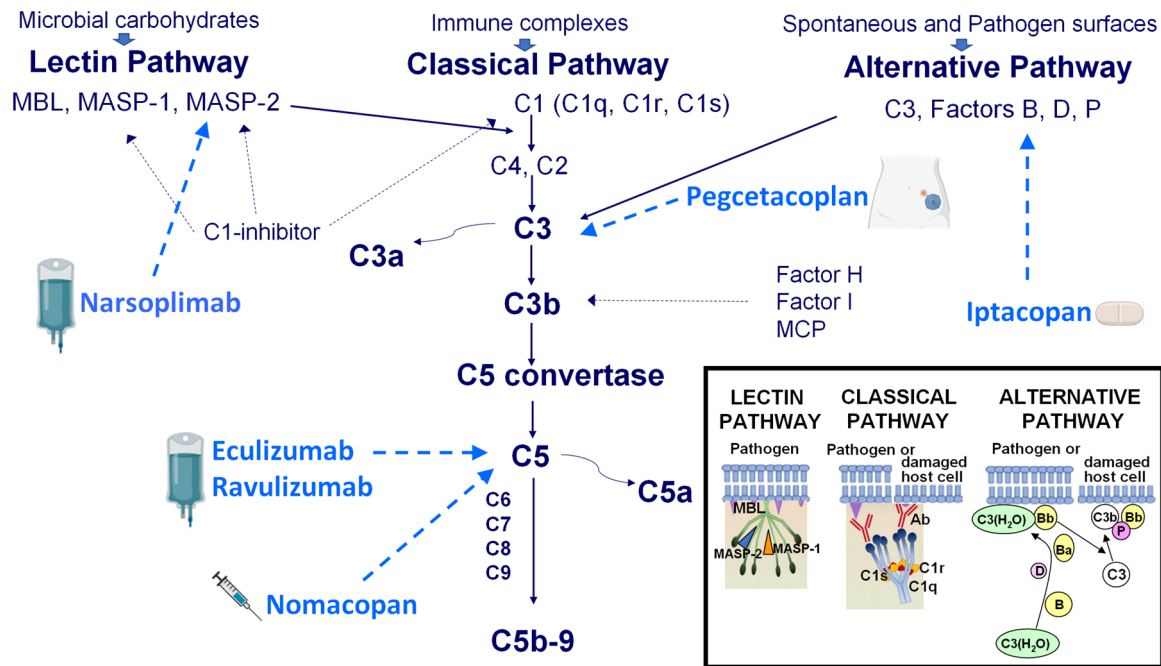 Microbial carbohydrates
Lectin Pathway
MBL, MASP-1, MASP-2
Immune complexes
Classical Pathway
C1 (C1q, C1r, C1s)
Spontaneous and Pathogen surfaces
Alternative Pathway
C3, Factors B, D, P
C4, C2
Pegcetacoplan
C1-inhibitor
C3
C3a
Narsoplimab
C3b
Factor H
Factor I
MCP
Iptacopan
C5 convertase
Eculizumab
Ravulizumab
C5
C5a
C6
C7
C8
C9
Nomacopan
C5b-9
LECTIN
PATHWAY
Pathogen
MBL
MASP-2
MASP-1
CLASSICAL
PATHWAY
Pathogen or
damaged
host cell
Ab
C1s
C1r
C1q
ALTERNATIVE
PATHWAY
Pathogen or
damaged
host cell
C3(H₂O)
Bb
C3b
Bb
P
Ba
D
C3
B
C3(H₂O)